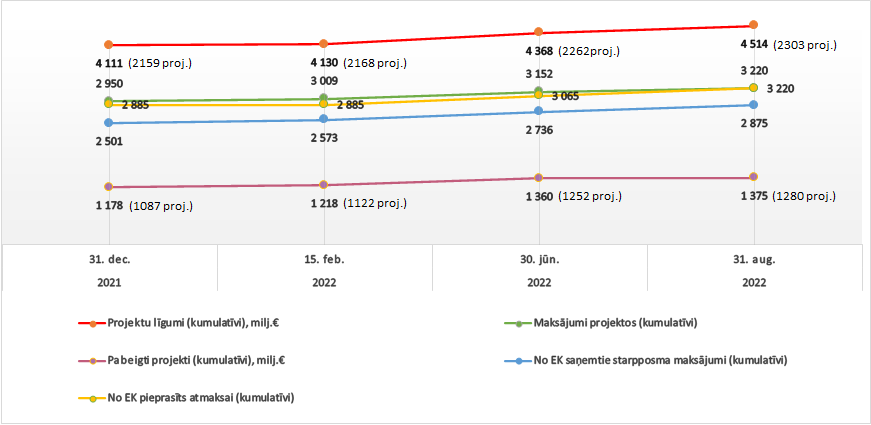 4 111 (2159 proj.)
4 130 (2168 proj.)
4 368 (2262proj.)
4 514 (2303 proj.)
2 950
3 009
3 152
3 220
2 885
2 885
3 065
3 220
2 501
2 573
2 736
2 875
1 178 (1087 proj.)
1 218 (1122 proj.)
1 360 (1252 proj.)
1 375 (1280 proj.)
31. dec.
15. feb.
30. jūn.
31. aug.
2021
2022
2022
2022
Projektu līgumi (kumulatīvi), milj.€
Maksājumi projektos (kumulatīvi)
Pabeigti projekti (kumulatīvi), milj.€
No EK saņemtie starpposma maksājumi (kumulatīvi)
No EK pieprasīts atmaksai (kumulatīvi)